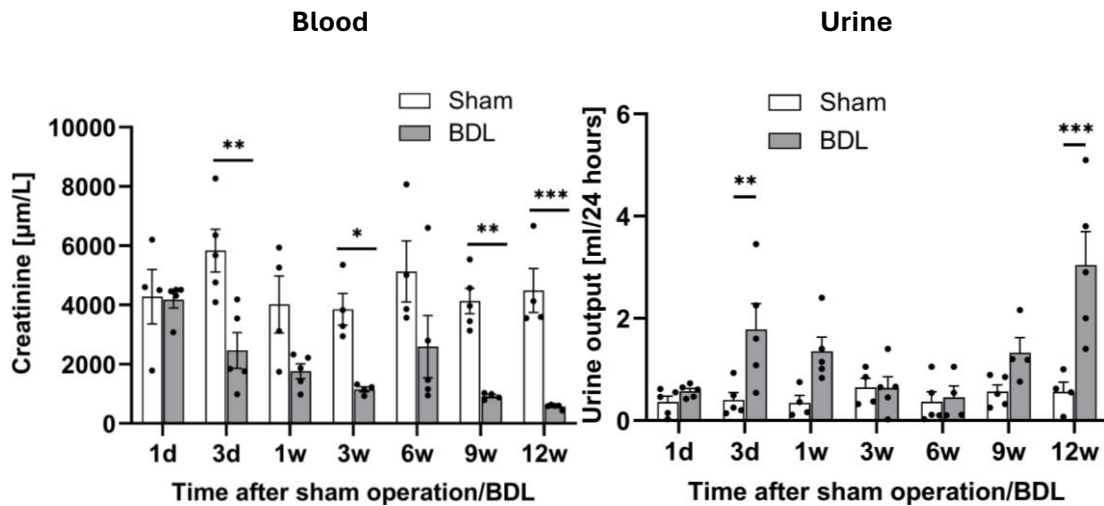 Blood
Sham
BDL
Creatinine [µm/L]
10000
8000
6000
4000
2000
0
**
*
**
***
1d 3d 1w 3w 6w 9w 12w
Time after sham operation/BDL
Urine
Sham
BDL
Urine output [ml/24 hours]
6
4
2
0
**
***
1d 3d 1w 3w 6w 9w 12w
Time after sham operation/BDL